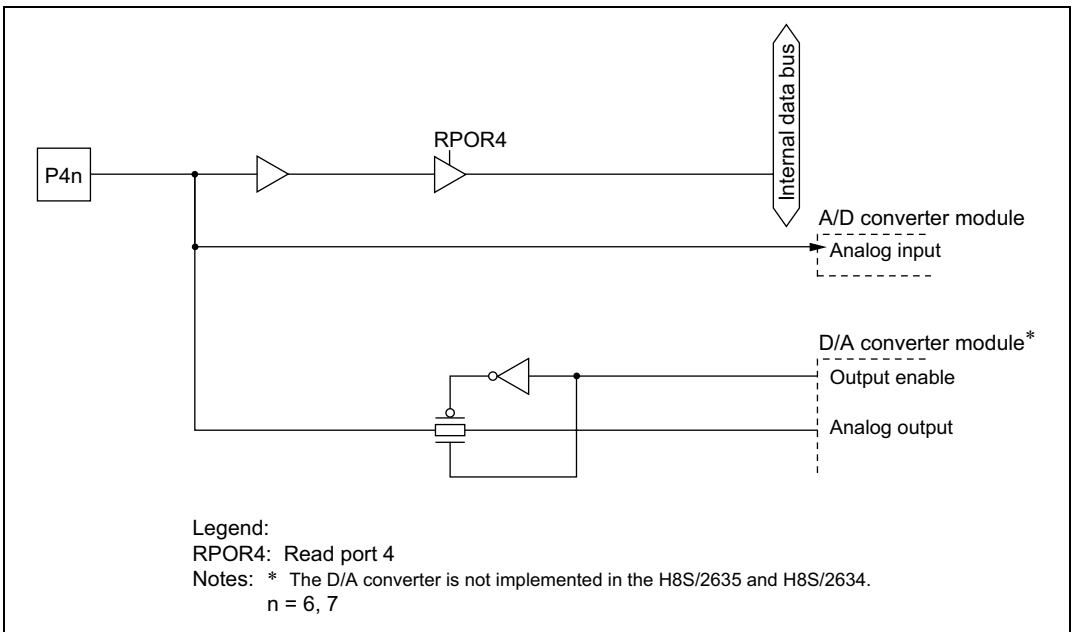 RPOR4
P4n
Internal data bus
A/D converter module
Analog input
D/A converter module*
Output enable
Analog output
Legend:
RPOR4: Read port 4
Notes: * The D/A converter is not implemented in the H8S/2635 and H8S/2634.
n = 6, 7